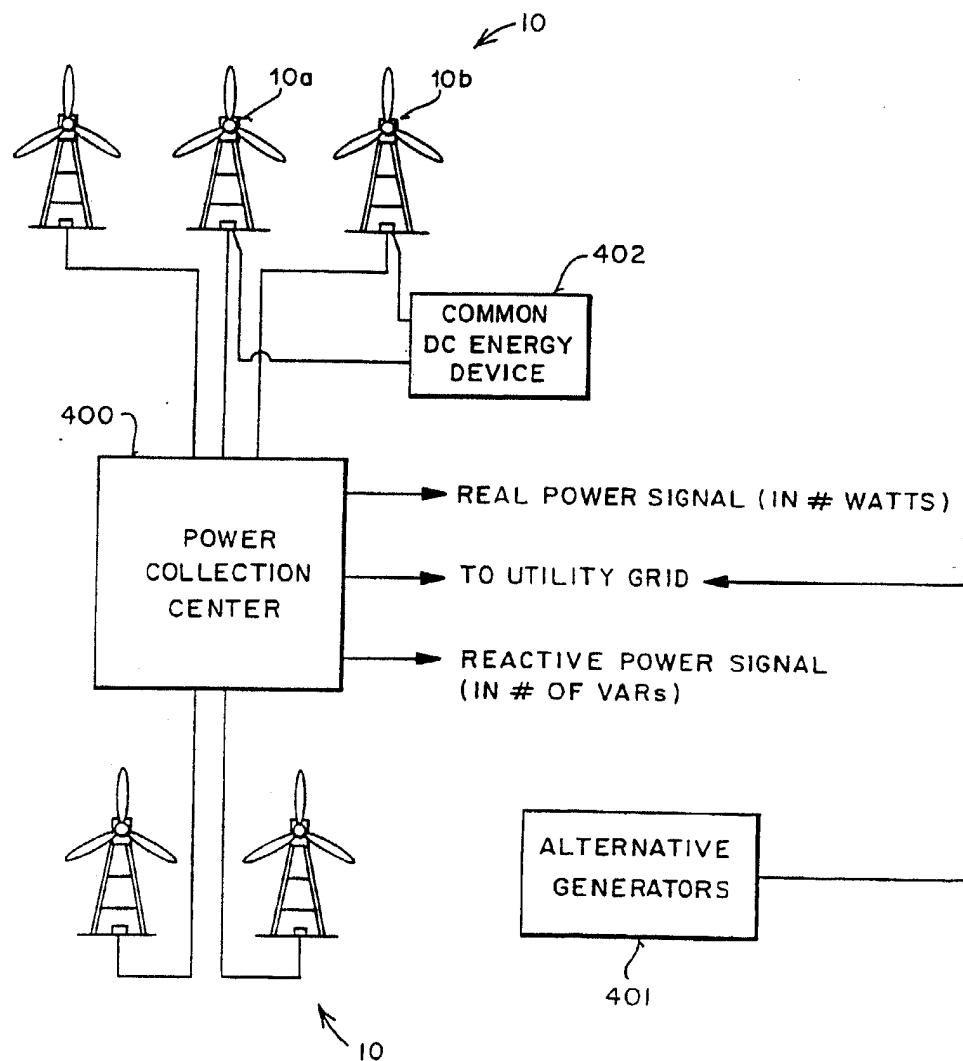 10
10a
10b
402
COMMON
DC ENERGY
DEVICE
400
POWER
COLLECTION
CENTER
REAL POWER SIGNAL (IN # WATTS)
TO UTILITY GRID
REACTIVE POWER SIGNAL
(IN # OF VARs)
ALTERNATIVE
GENERATORS
401
10